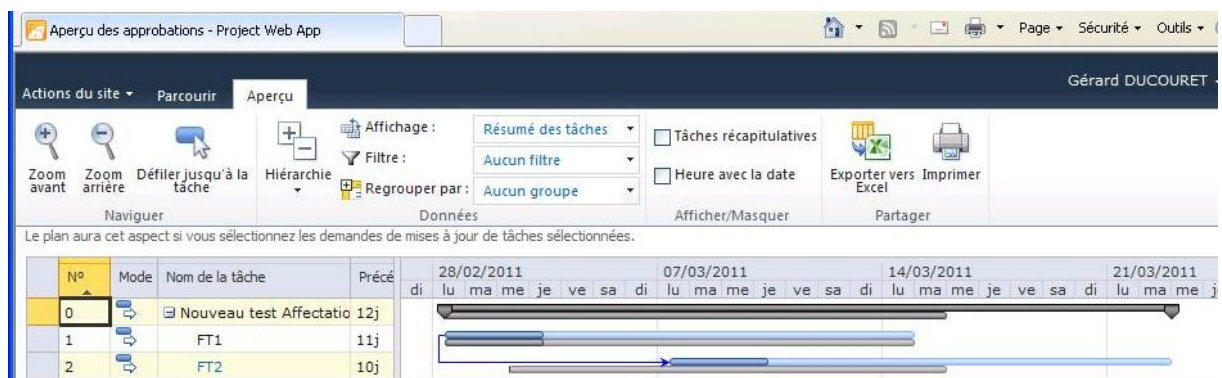 Aperçu des approbations - Project Web App
Page Sécurité Outils
Gérard DUCOURET
Actions du site Parcourir Aperçu
Zoom avant
Zoom arrière
Défiler jusqu'à la tâche
Naviguer
Hiérarchie
Affichage : Résumé des tâches
Filtre : Aucun filtre
Regrouper par : Aucun groupe
Données
Tâches récapitulatives
Heure avec la date
Afficher/Masquer
Exporter vers Excel
Imprimer
Partager
Le plan aura cet aspect si vous sélectionnez les demandes de mises à jour de tâches sélectionnées.
28/02/2011 07/03/2011 14/03/2011 21/03/2011
Nº Mode Nom de la tâche Précé
di lu ma me je ve sa di lu ma me je ve sa di lu ma me je ve sa di lu ma me j
0 Nouveau test Affectatio 12j
1 FT1 11j
2 FT2 10j